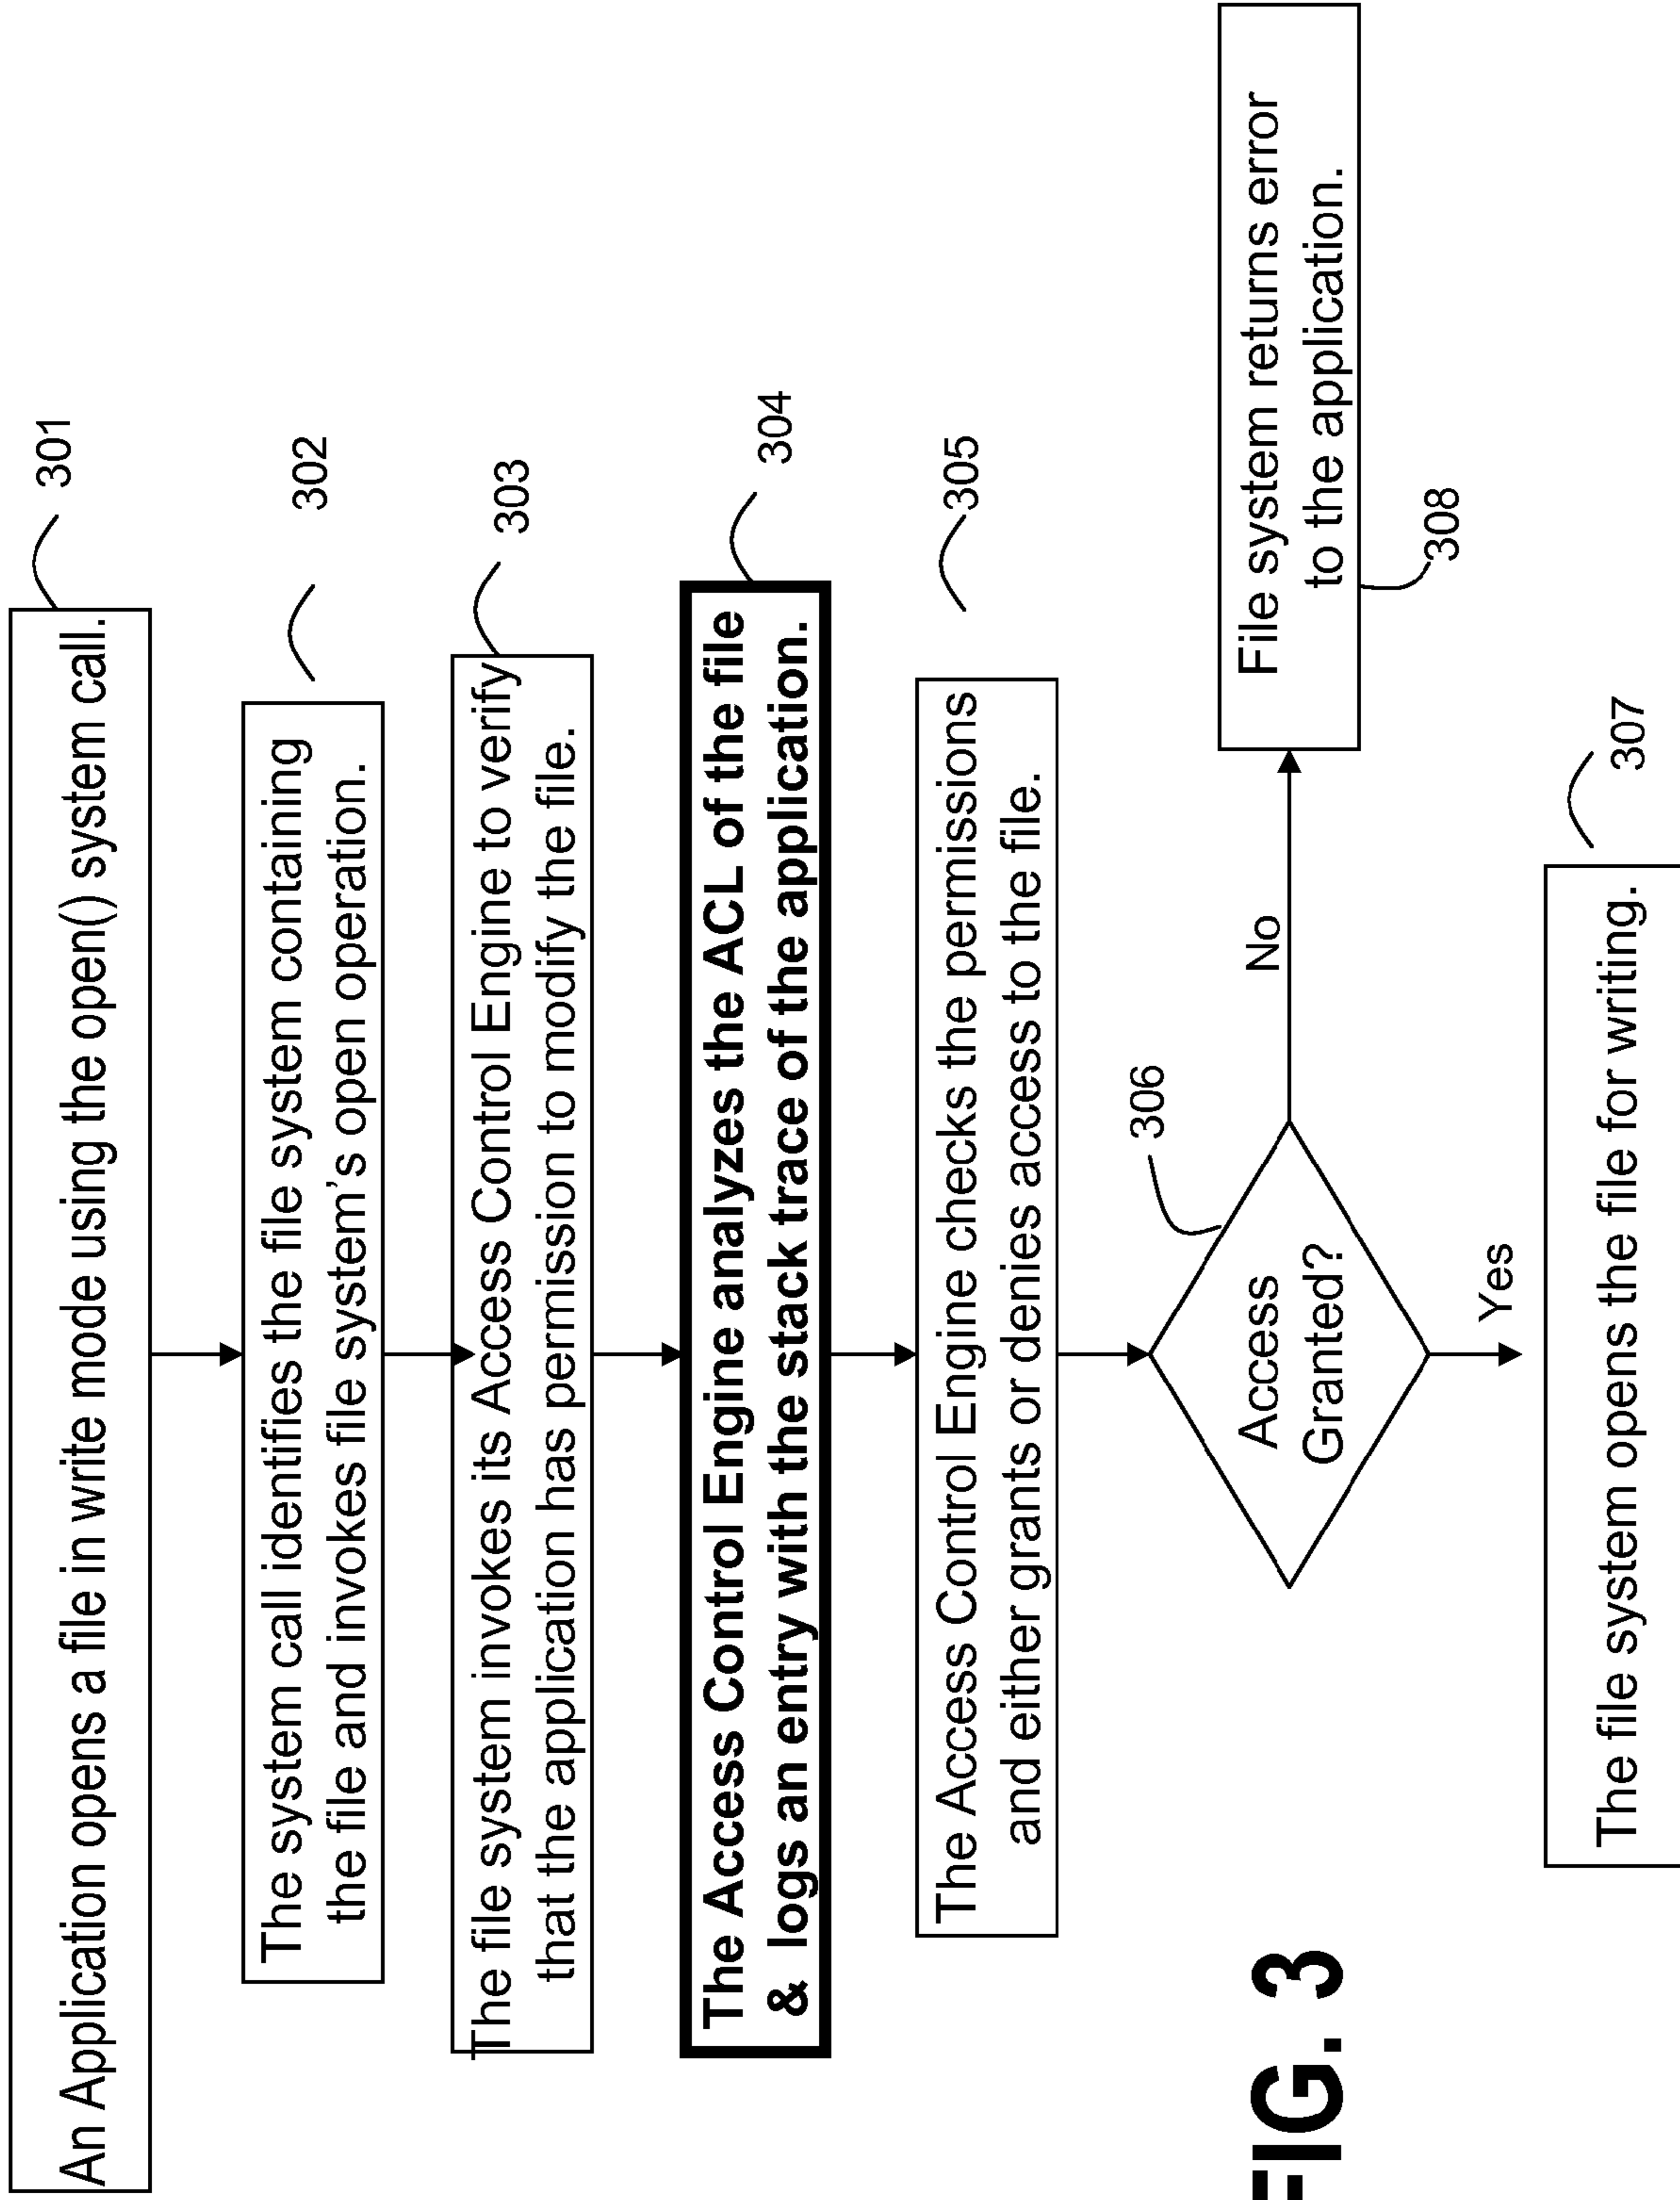 An Application opens a file in write mode using the open() system call.
301
The system call identifies the file system containing
the file and invokes file system's open operation.
302
The file system invokes its Access Control Engine to verify
that the application has permission to modify the file.
303
The Access Control Engine analyzes the ACL of the file
& logs an entry with the stack trace of the application.
304
The Access Control Engine checks the permissions
and either grants or denies access to the file.
305
306
Access
Granted?
No
File system returns error
to the application.
308
Yes
The file system opens the file for writing.
307
FIG. 3